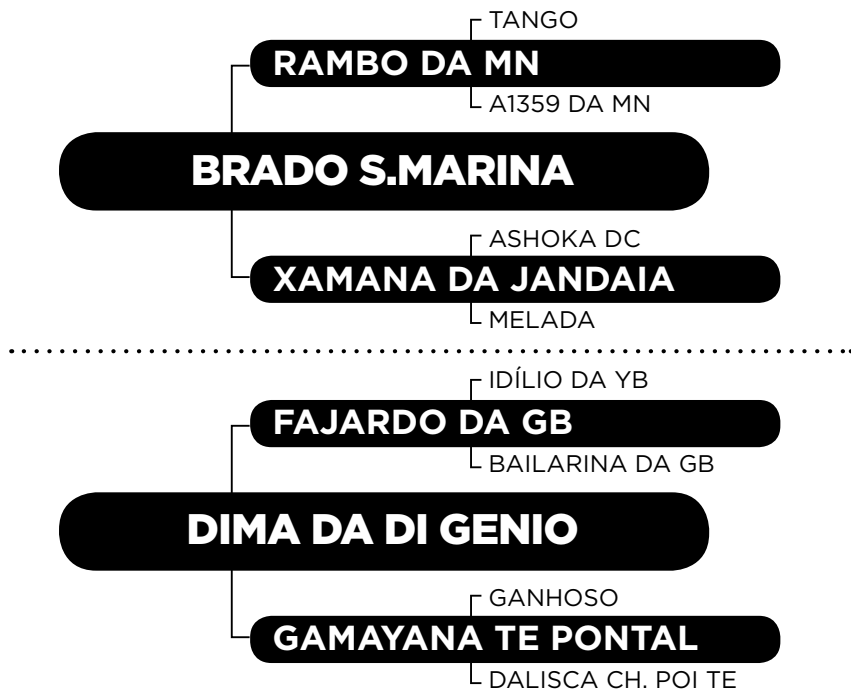 TANGO
RAMBO DA MN
A1359 DA MN
BRADO S.MARINA
ASHOKA DC
XAMANA DA JANDAIA
MELADA
IDÍLIO DA YB
FAJARDO DA GB
BAILARINA DA GB
DIMA DA DI GENIO
GANHOSO
GAMAYANA TE PONTAL
DALISCA CH. POI TE